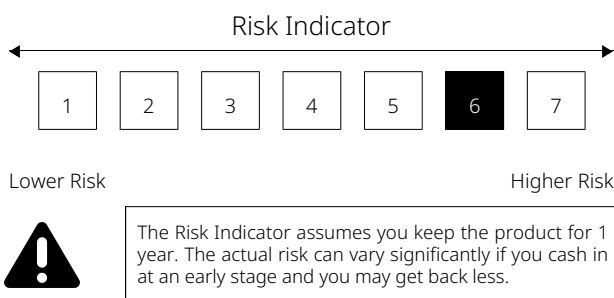 Risk Indicator
1 2 3 4 5 6 7
Lower Risk Higher Risk
The Risk Indicator assumes you keep the product for 1
year. The actual risk can vary significantly if you cash in
at an early stage and you may get back less.